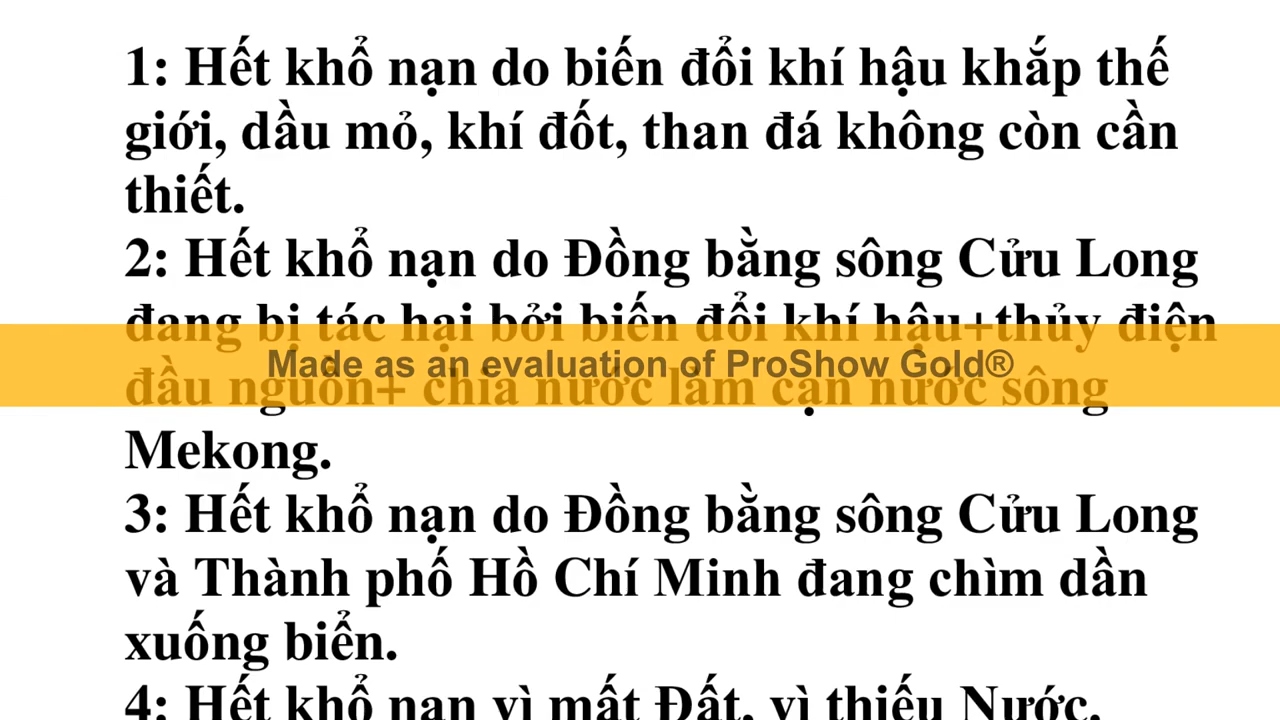 1: Hết khổ nạn do biến đổi khí hậu khắp thế
giới, dầu mỏ, khí đốt, than đá không còn cần
thiết.
2: Hết khổ nạn do Đồng bằng sông Cửu Long
đang bị tác hại bởi biến đổi khí hậu+thủy điện
Made as an evaluation of ProShow Gold®
đầu nguồn+ chia nước làm cạn nước sông
Mekong.
3: Hết khổ nạn do Đồng bằng sông Cửu Long
và Thành phố Hồ Chí Minh đang chìm dần
xuống biển.
4: Hết khổ nạn vì mất Đất, vì thiếu Nước.